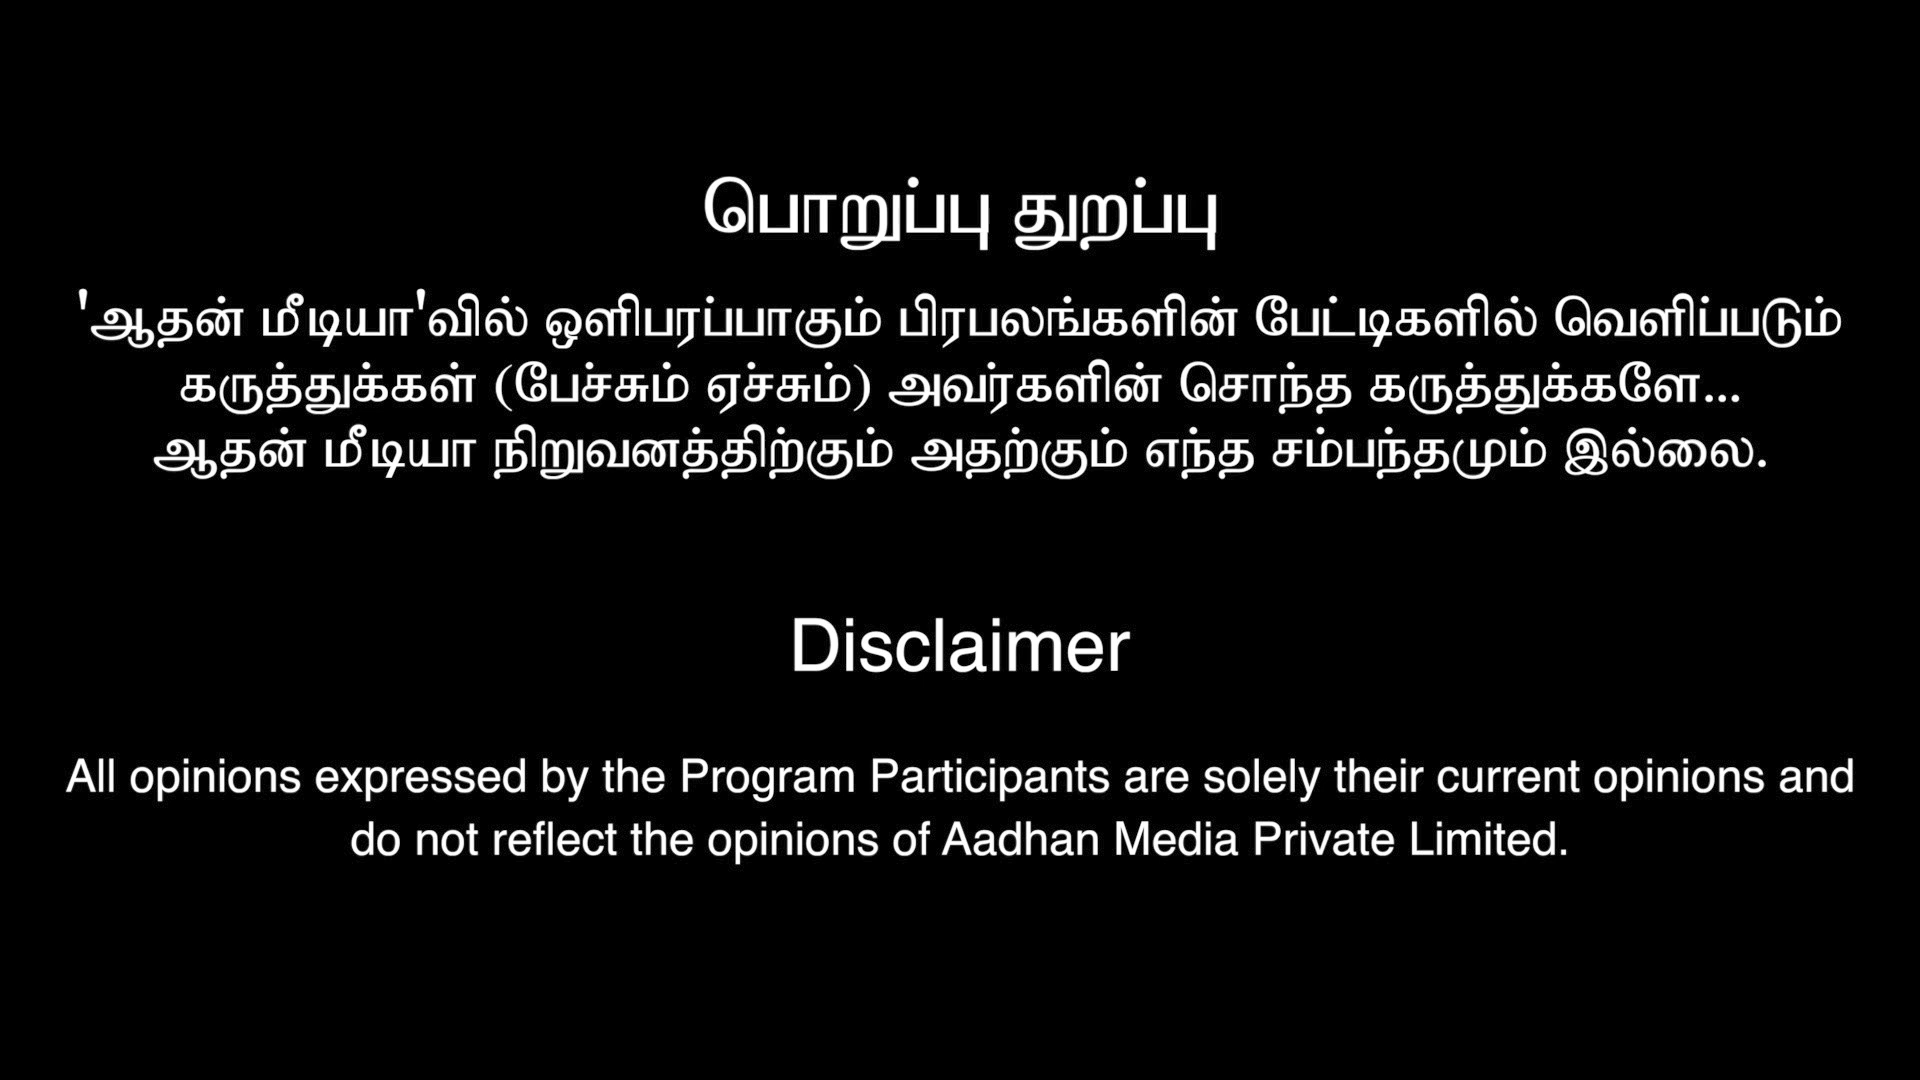 பொறுப்பு துறப்பு
'ஆதன் மீடியா'வில் ஒளிபரப்பாகும் பிரபலங்களின் பேட்டிகளில் வெளிப்படும்
கருத்துக்கள் (பேச்சும் ஏச்சும்) அவர்களின் சொந்த கருத்துக்களே...
ஆதன் மீடியா நிறுவனத்திற்கும் அதற்கும் எந்த சம்பந்தமும் இல்லை.
Disclaimer
All opinions expressed by the Program Participants are solely their current opinions and
do not reflect the opinions of Aadhan Media Private Limited.